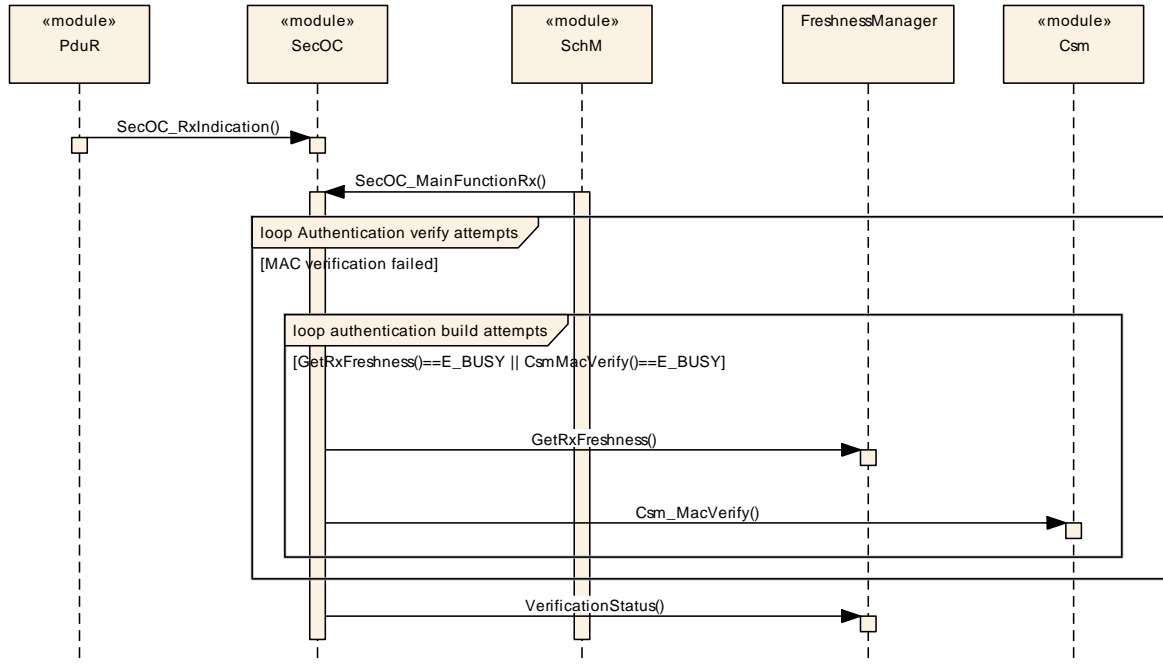 «module»
PduR
«module»
SecOC
«module»
SchM
FreshnessManager
«module»
Csm
SecOC_RxIndication()
SecOC_MainFunctionRx()
loop Authentication verify attempts
[MAC verification failed]
loop authentication build attempts
[GetRxFreshness()==E_BUSY || CsmMacVerify()==E_BUSY]
GetRxFreshness()
Csm_MacVerify()
VerificationStatus()